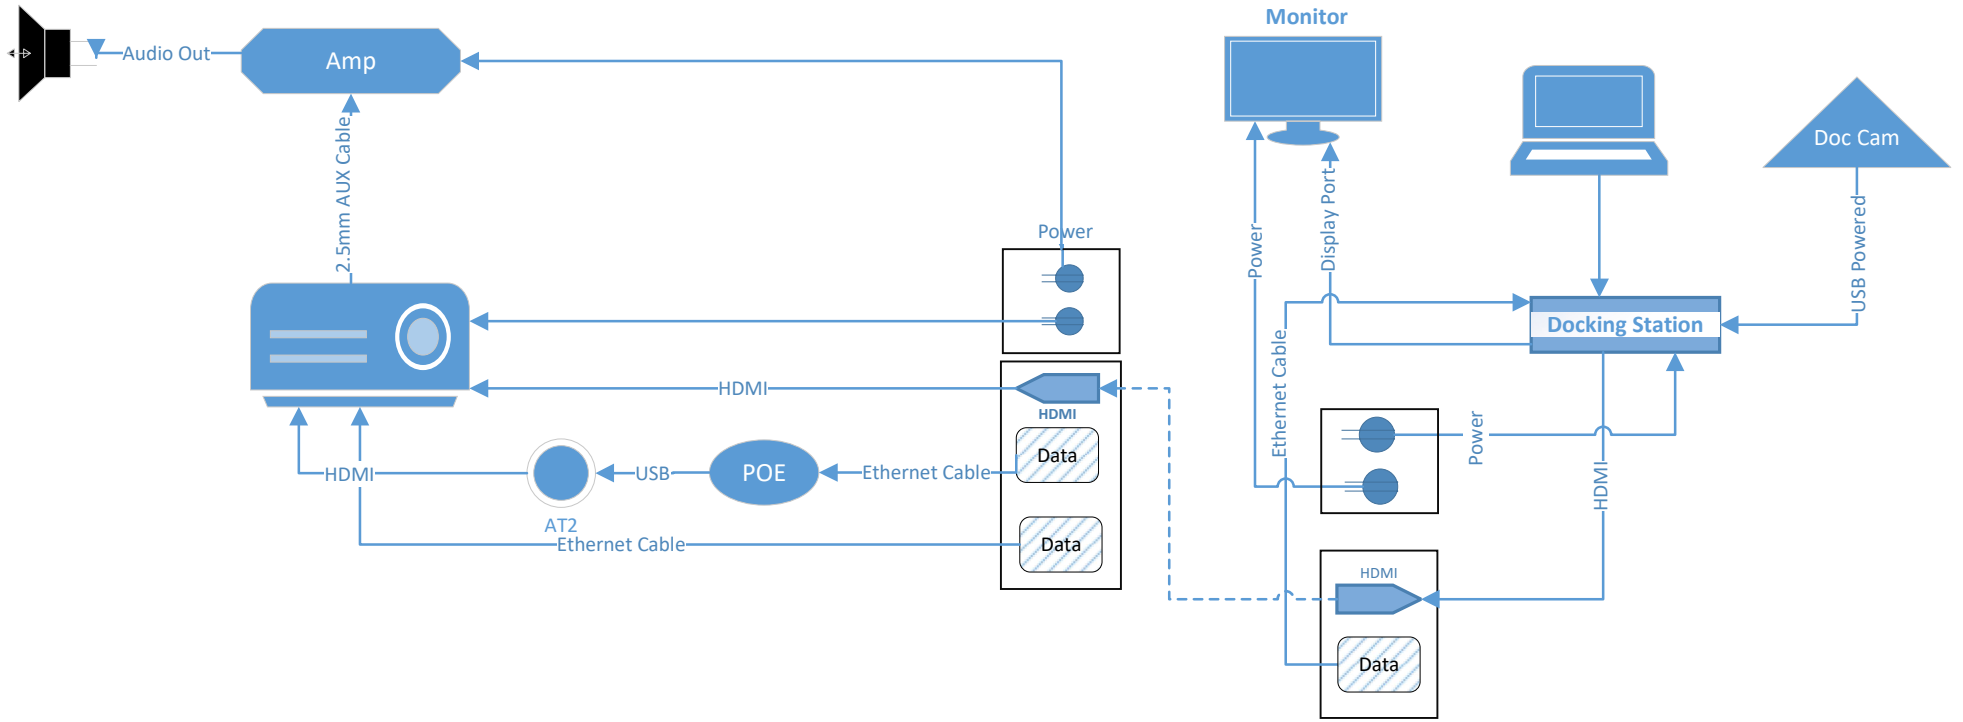 Monitor
Audio Out
Amp
Doc Cam
2.5mm AUX Cable
Display Port
Power
Power
USB Powered
Docking Station
Ethernet Cable
HDMI
HDMI
Data
Power
HDMI
HDMI
USB
POE
Ethernet Cable
AT2
Ethernet Cable
Data
HDMI
Data